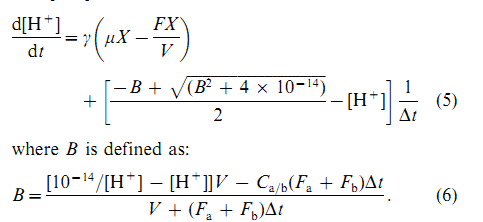 d[H⁺]/dt = γ(μX − FX/V)
+ [(−B + √(B² + 4 × 10⁻¹⁴))/2 − [H⁺]] 1/Δt (5)
where B is defined as:
B = ([10⁻¹⁴/[H⁺] − [H⁺]]V − C_{a/b}(F_a + F_b)Δt)/(V + (F_a + F_b)Δt). (6)